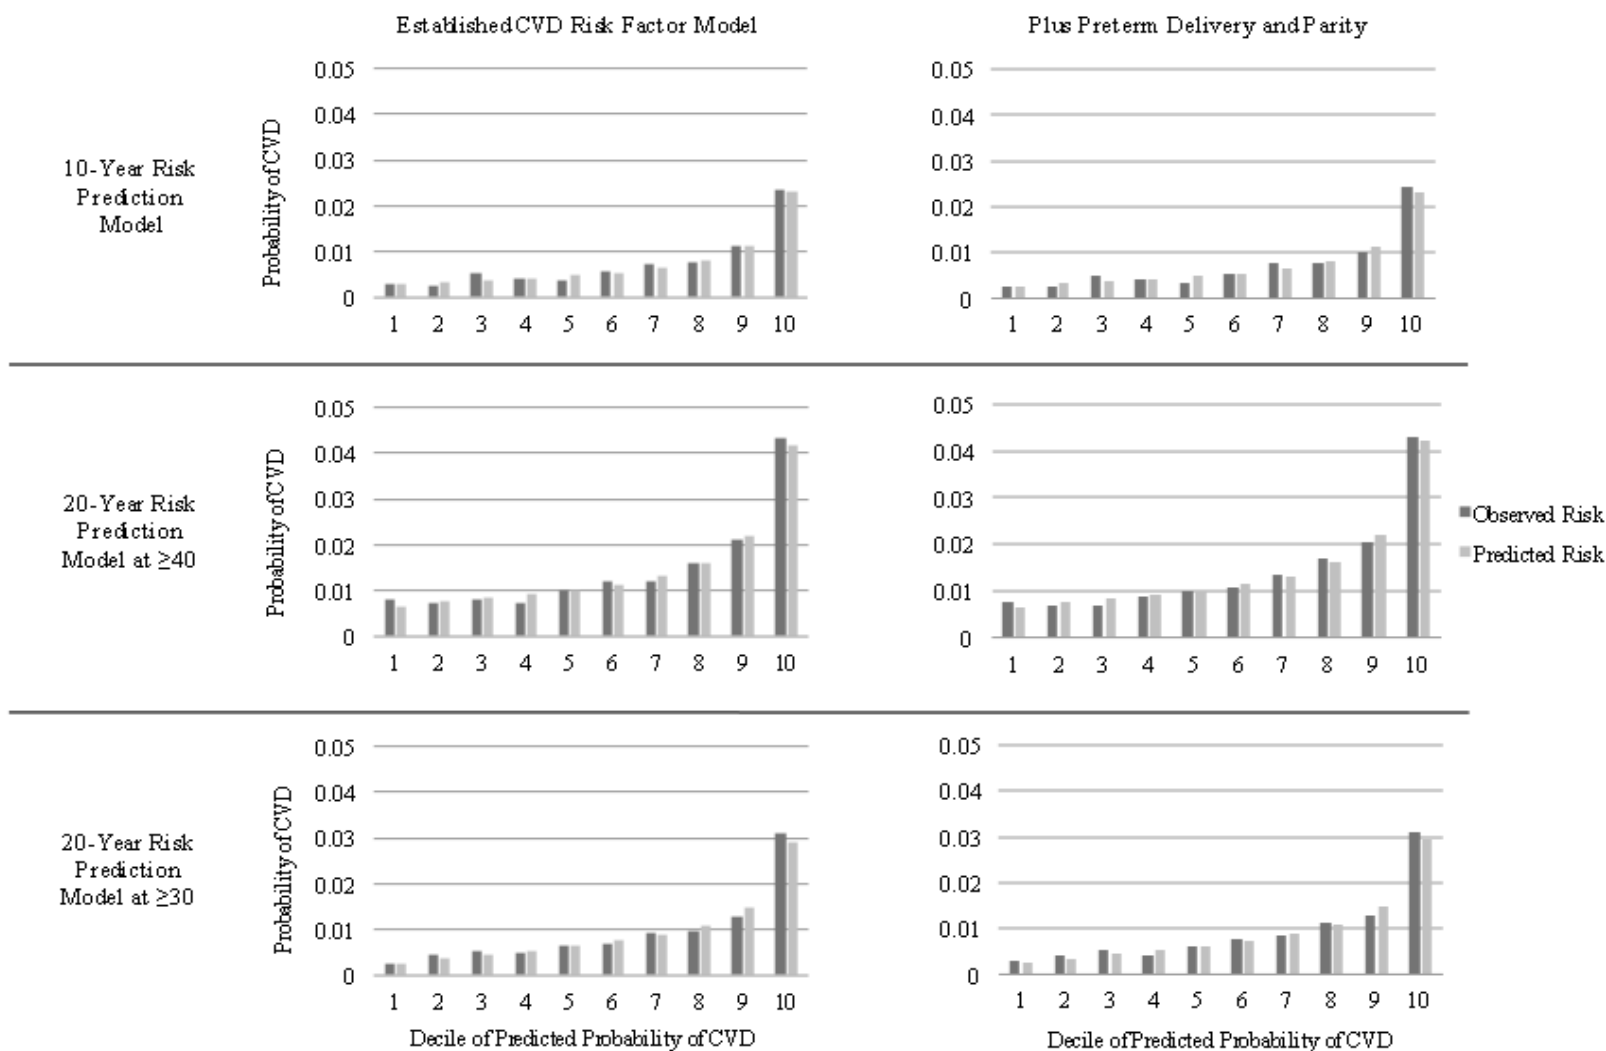 Established CVD Risk Factor Model
Plus Preterm Delivery and Parity
10-Year Risk
Prediction
Model
Probability of CVD
0.05
0.04
0.03
0.02
0.01
0
1 2 3 4 5 6 7 8 9 10
0.05
0.04
0.03
0.02
0.01
0
1 2 3 4 5 6 7 8 9 10
20-Year Risk
Prediction
Model at ≥40
Probability of CVD
0.05
0.04
0.03
0.02
0.01
0
1 2 3 4 5 6 7 8 9 10
0.05
0.04
0.03
0.02
0.01
0
1 2 3 4 5 6 7 8 9 10
Observed Risk
Predicted Risk
20-Year Risk
Prediction
Model at ≥30
Probability of CVD
0.05
0.04
0.03
0.02
0.01
0
1 2 3 4 5 6 7 8 9 10
Decile of Predicted Probability of CVD
0.05
0.04
0.03
0.02
0.01
0
1 2 3 4 5 6 7 8 9 10
Decile of Predicted Probability of CVD